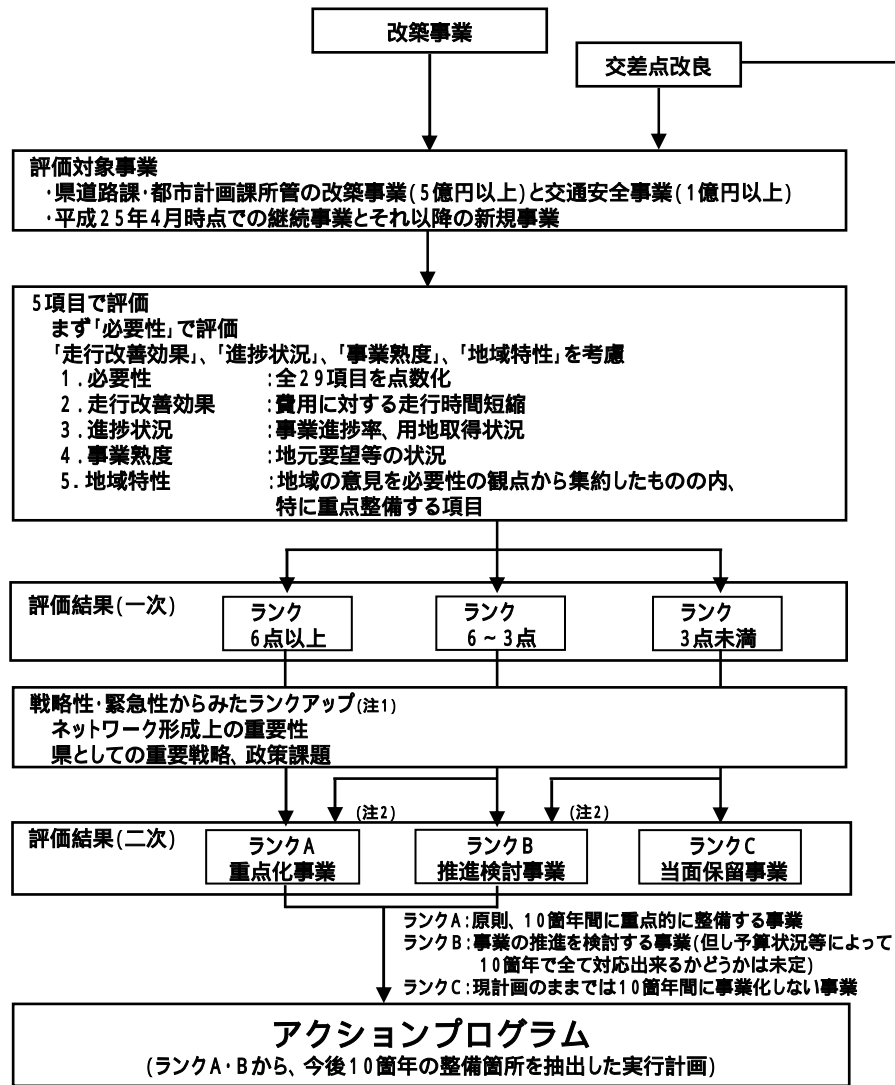 改築事業
交差点改良
評価対象事業
・県道路課・都市計画課所管の改築事業(5億円以上)と交通安全事業(1億円以上)
・平成25年4月時点での継続事業とそれ以降の新規事業
5項目で評価
まず「必要性」で評価
「走行改善効果」、「進捗状況」、「事業熟度」、「地域特性」を考慮
1.必要性 :全29項目を点数化
2.走行改善効果 :費用に対する走行時間短縮
3.進捗状況 :事業進捗率、用地取得状況
4.事業熟度 :地元要望等の状況
5.地域特性 :地域の意見を必要性の観点から集約したものの内、
特に重点整備する項目
評価結果(一次)
ランク
6点以上
ランク
6~3点
ランク
3点未満
戦略性・緊急性からみたランクアップ(注1)
ネットワーク形成上の重要性
県としての重要戦略、政策課題
(注2)
(注2)
評価結果(二次)
ランクA
重点化事業
ランクB
推進検討事業
ランクC
当面保留事業
ランクA:原則、10箇年間に重点的に整備する事業
ランクB:事業の推進を検討する事業(但し予算状況等によって
10箇年で全て対応出来るかどうかは未定)
ランクC:現計画のままでは10箇年間に事業化しない事業
アクションプログラム
(ランクA・Bから、今後10箇年の整備箇所を抽出した実行計画)